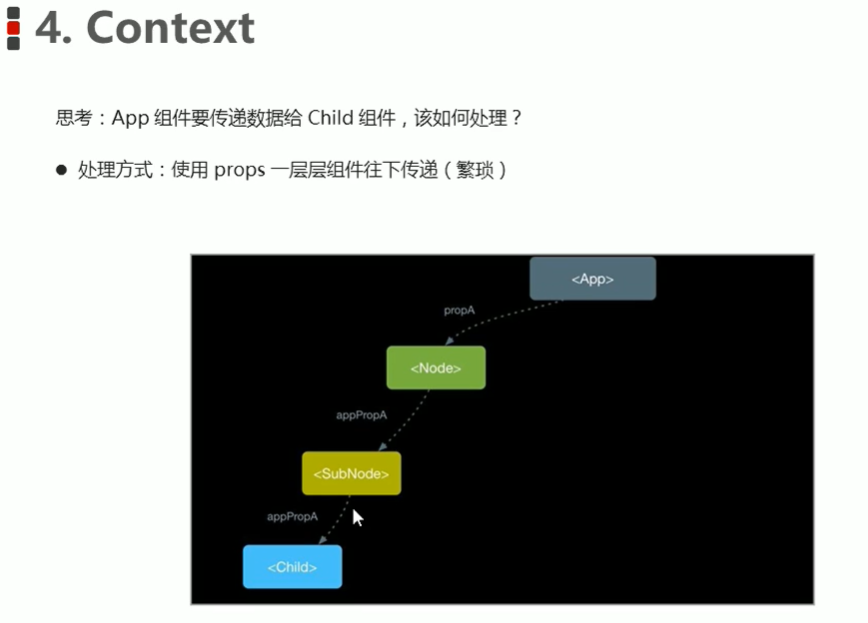 4. Context
思考：App 组件要传递数据给 Child 组件，该如何处理？
● 处理方式：使用 props 一层层组件往下传递（繁琐）
<App>
propA
<Node>
appPropA
<SubNode>
appPropA
<Child>